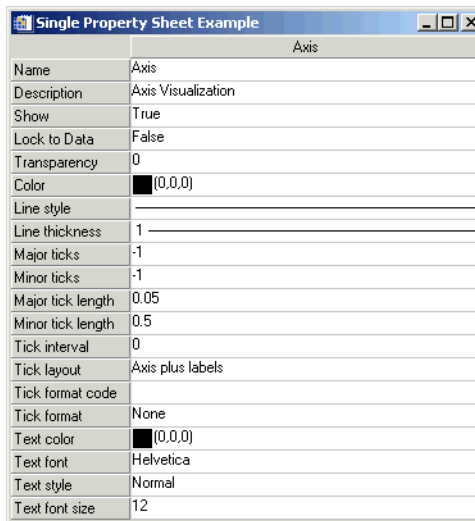 Single Property Sheet Example
Axis
Name Axis
Description Axis Visualization
Show True
Lock to Data False
Transparency 0
Color (0,0,0)
Line style
Line thickness 1
Major ticks -1
Minor ticks -1
Major tick length 0.05
Minor tick length 0.5
Tick interval 0
Tick layout Axis plus labels
Tick format code
Tick format None
Text color (0,0,0)
Text font Helvetica
Text style Normal
Text font size 12